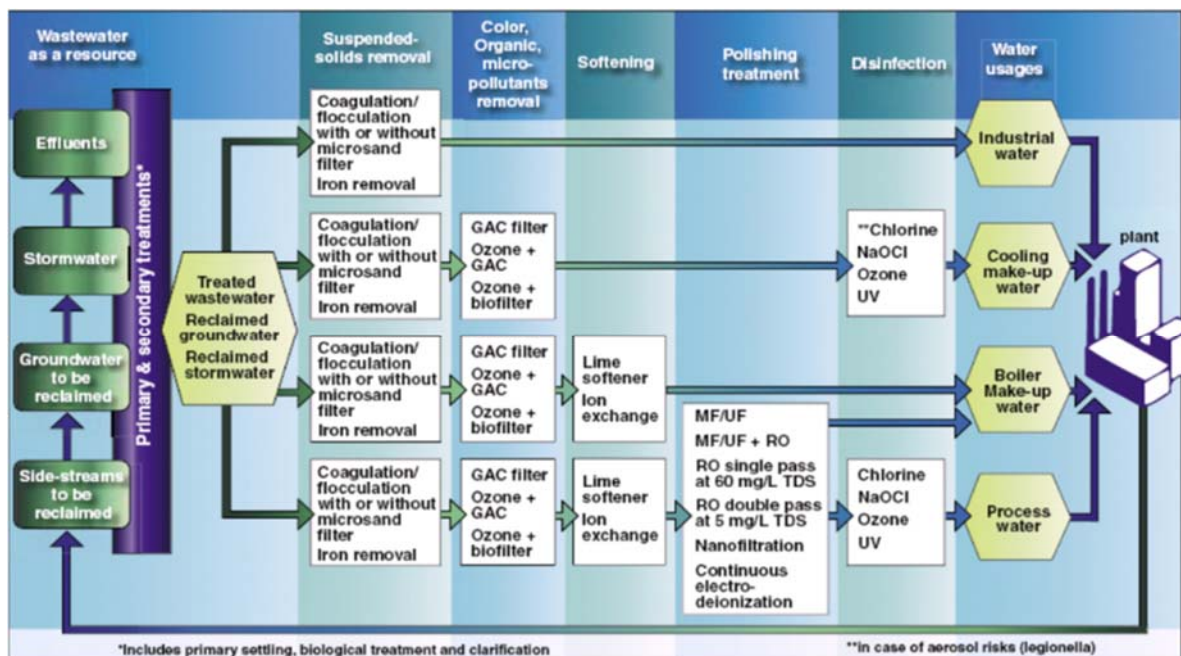 Wastewater
as a resource
Suspended-
solids removal
Color,
Organic,
micro-
pollutants
removal
Softening
Polishing
treatment
Disinfection
Water
usages
Effluents
Stormwater
Groundwater
to be
reclaimed
Side-streams
to be
reclaimed
Primary & secondary treatments*
Treated
wastewater
Reclaimed
groundwater
Reclaimed
stormwater
Coagulation/
flocculation
with or without
microsand
filter
Iron removal
Industrial
water
Coagulation/
flocculation
with or without
microsand
filter
Iron removal
GAC filter
Ozone +
GAC
Ozone +
biofilter
**Chlorine
NaOCl
Ozone
UV
Cooling
make-up
water
Coagulation/
flocculation
with or without
microsand
filter
Iron removal
GAC filter
Ozone +
GAC
Ozone +
biofilter
Lime
softener
Ion
exchange
Boiler
Make-up
water
Coagulation/
flocculation
with or without
microsand
filter
Iron removal
GAC filter
Ozone +
GAC
Ozone +
biofilter
Lime
softener
Ion
exchange
MF/UF
MF/UF + RO
RO single pass
at 60 mg/L TDS
RO double pass
at 5 mg/L TDS
Nanofiltration
Continuous
electro-
deionization
Chlorine
NaOCl
Ozone
UV
Process
water
plant
*Includes primary settling, biological treatment and clarification
**in case of aerosol risks (legionella)